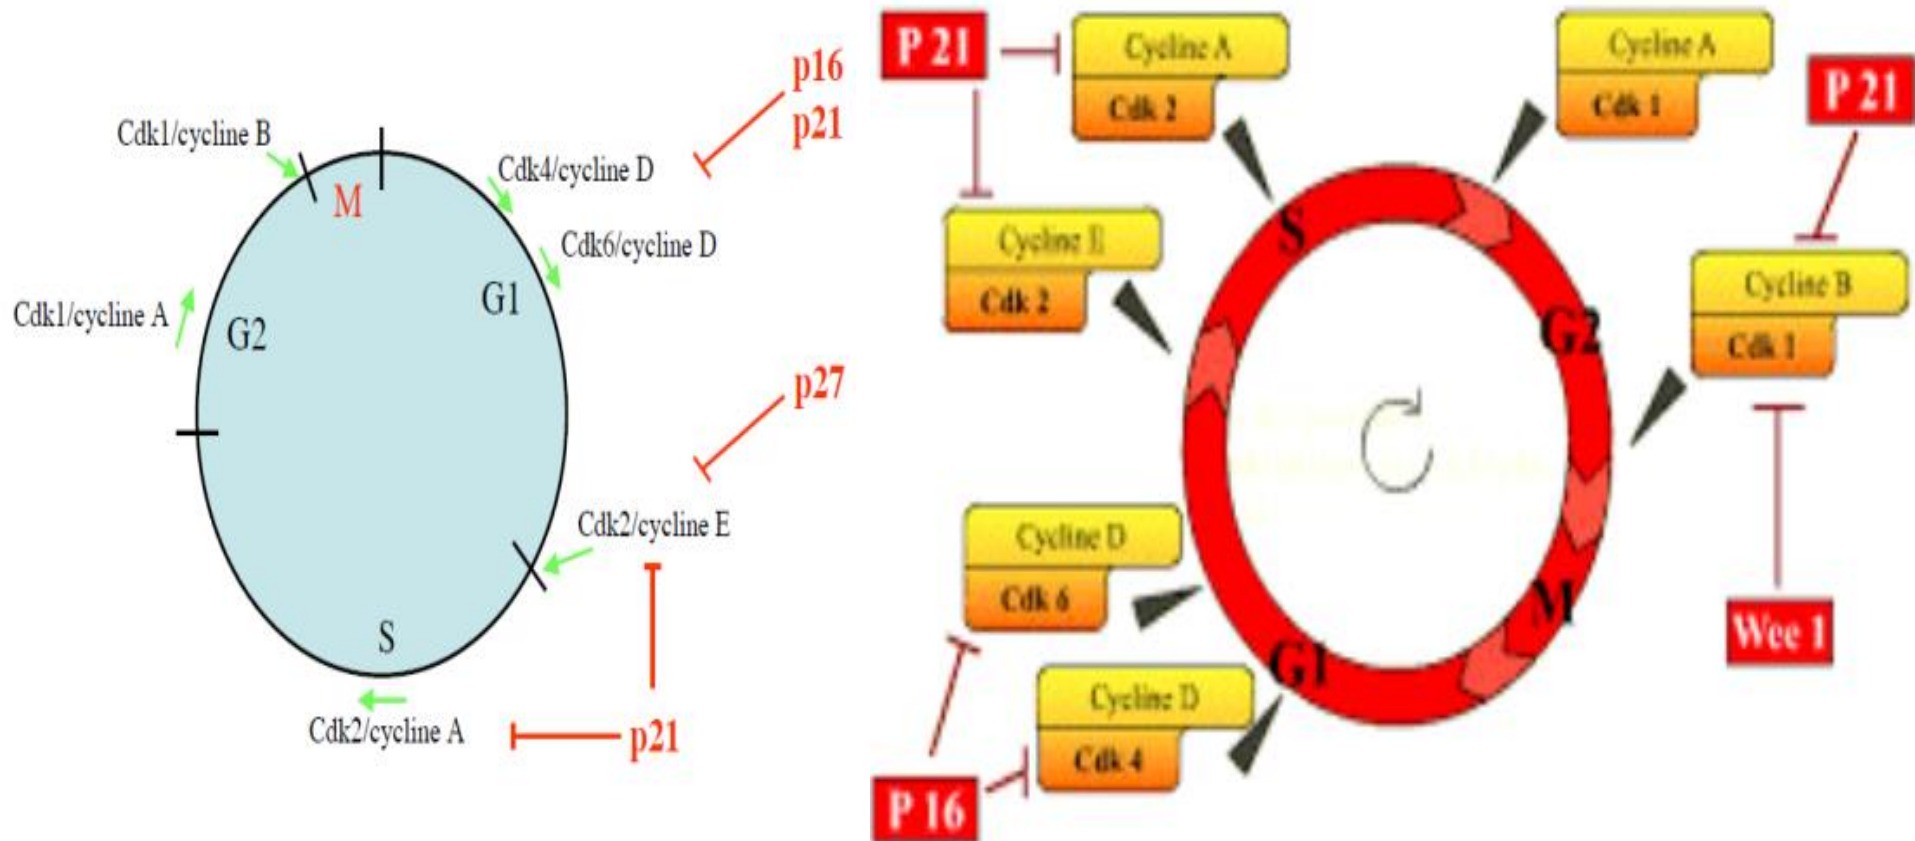 p16
p21
Cdk1/cycline B
M
Cdk4/cycline D
Cdk6/cycline D
G1
Cdk1/cycline A
G2
p27
Cdk2/cycline E
S
Cdk2/cycline A
p21
P 21
Cycline A
Cdk 2
Cycline A
Cdk 1
P 21
Cycline E
Cdk 2
S
G2
Cycline B
Cdk 1
Cycline D
Cdk 6
M
Wee 1
G1
Cycline D
Cdk 4
P 16